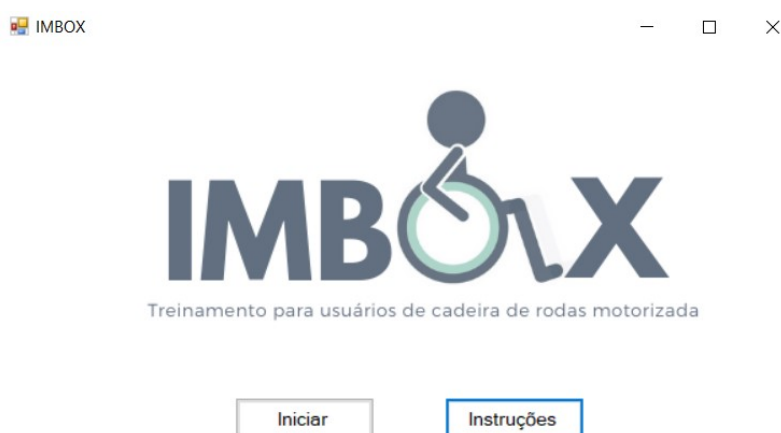 IMBOX
IMBOX
Treinamento para usuários de cadeira de rodas motorizada
Iniciar Instruções